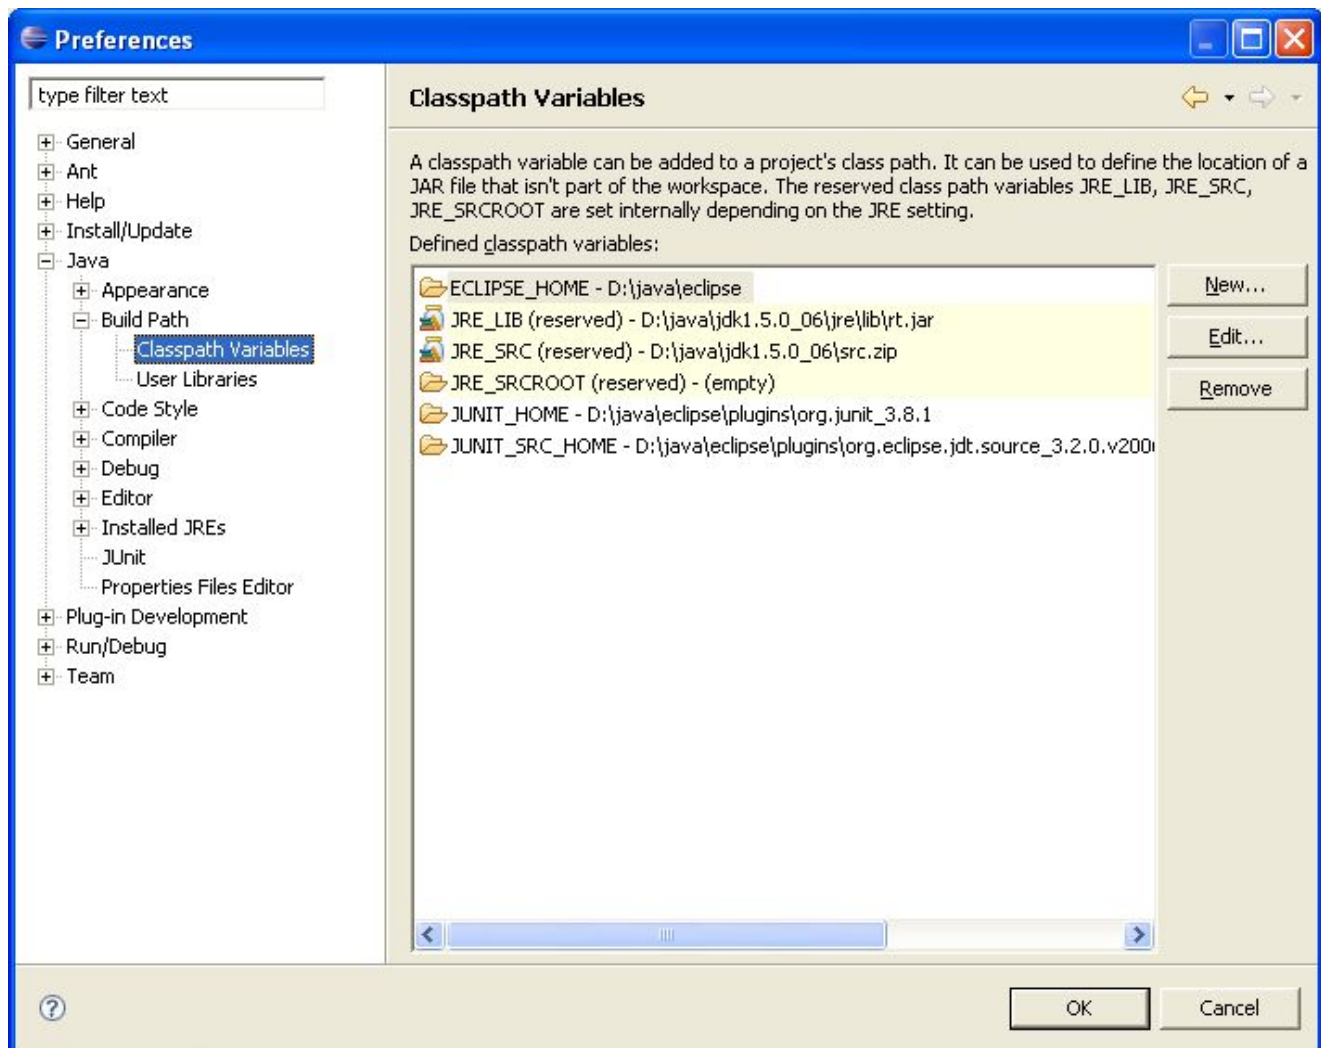 Preferences
type filter text
General
Ant
Help
Install/Update
Java
Appearance
Build Path
Classpath Variables
User Libraries
Code Style
Compiler
Debug
Editor
Installed JREs
JUnit
Properties Files Editor
Plug-in Development
Run/Debug
Team
Classpath Variables
A classpath variable can be added to a project's class path. It can be used to define the location of a
JAR file that isn't part of the workspace. The reserved class path variables JRE_LIB, JRE_SRC,
JRE_SRCROOT are set internally depending on the JRE setting.
Defined classpath variables:
ECLIPSE_HOME - D:\java\eclipse
JRE_LIB (reserved) - D:\java\jdk1.5.0_06\jre\lib\rt.jar
JRE_SRC (reserved) - D:\java\jdk1.5.0_06\src.zip
JRE_SRCROOT (reserved) - (empty)
JUNIT_HOME - D:\java\eclipse\plugins\org.junit_3.8.1
JUNIT_SRC_HOME - D:\java\eclipse\plugins\org.eclipse.jdt.source_3.2.0.v200
New...
Edit...
Remove
OK
Cancel